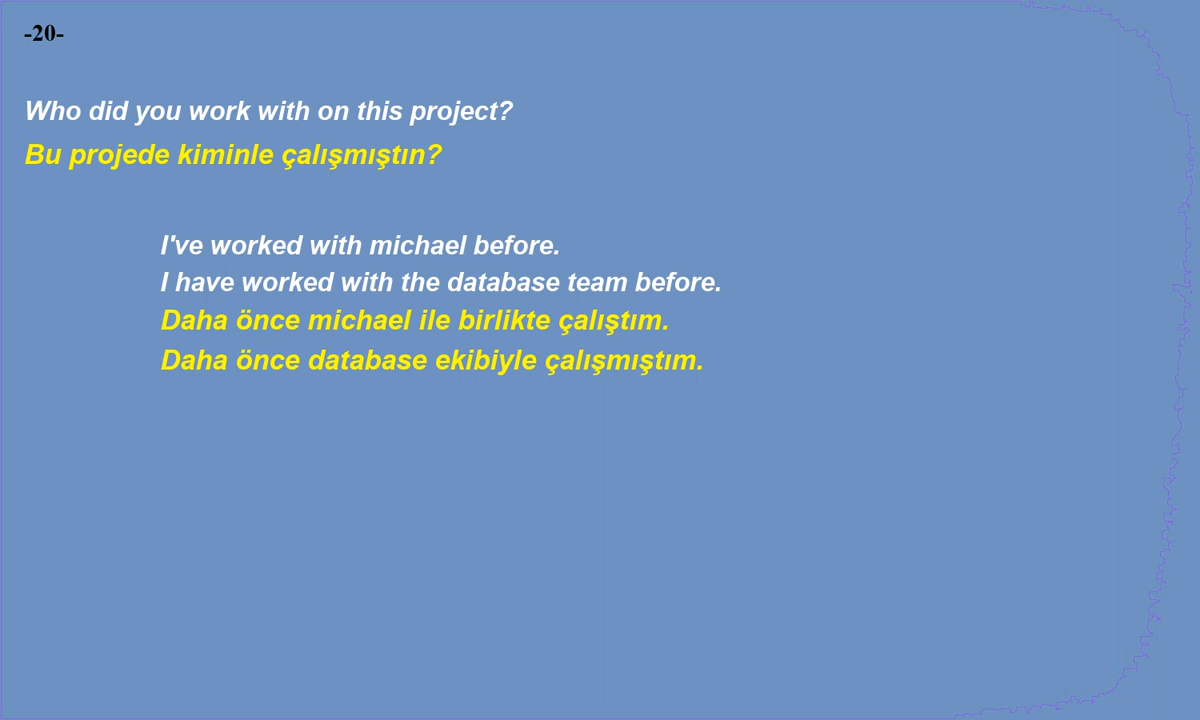 -20-
Who did you work with on this project?
Bu projede kiminle çalışmıştın?
I've worked with michael before.
I have worked with the database team before.
Daha önce michael ile birlikte çalıştım.
Daha önce database ekibiyle çalışmıştım.